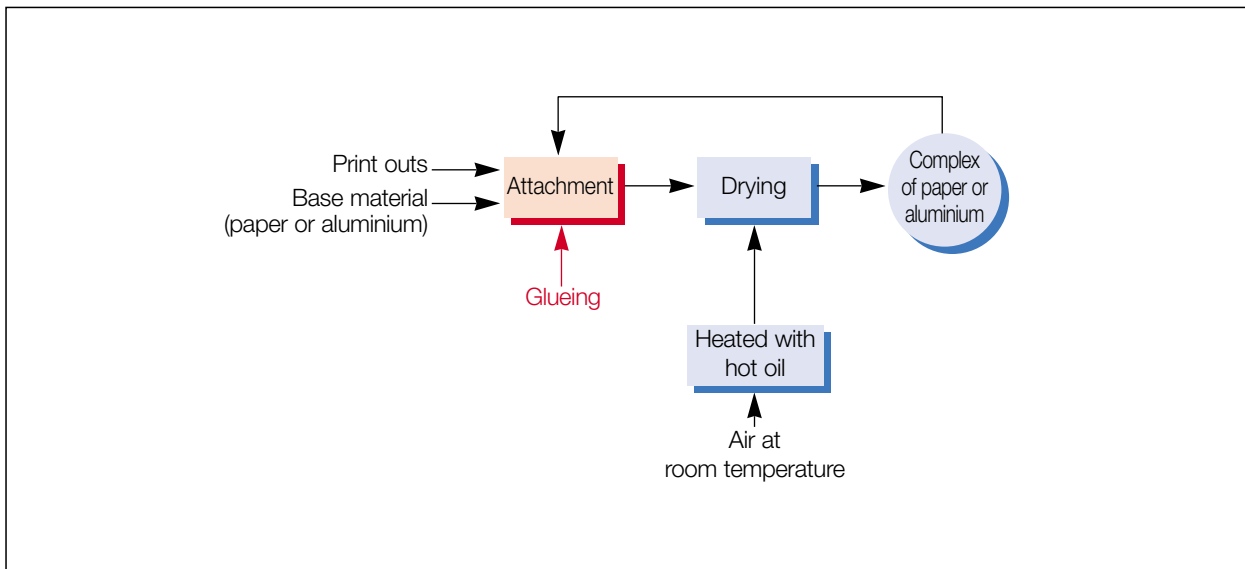 Print outs
Base material
(paper or aluminium)
Attachment
Glueing
Drying
Complex
of paper or
aluminium
Heated with
hot oil
Air at
room temperature